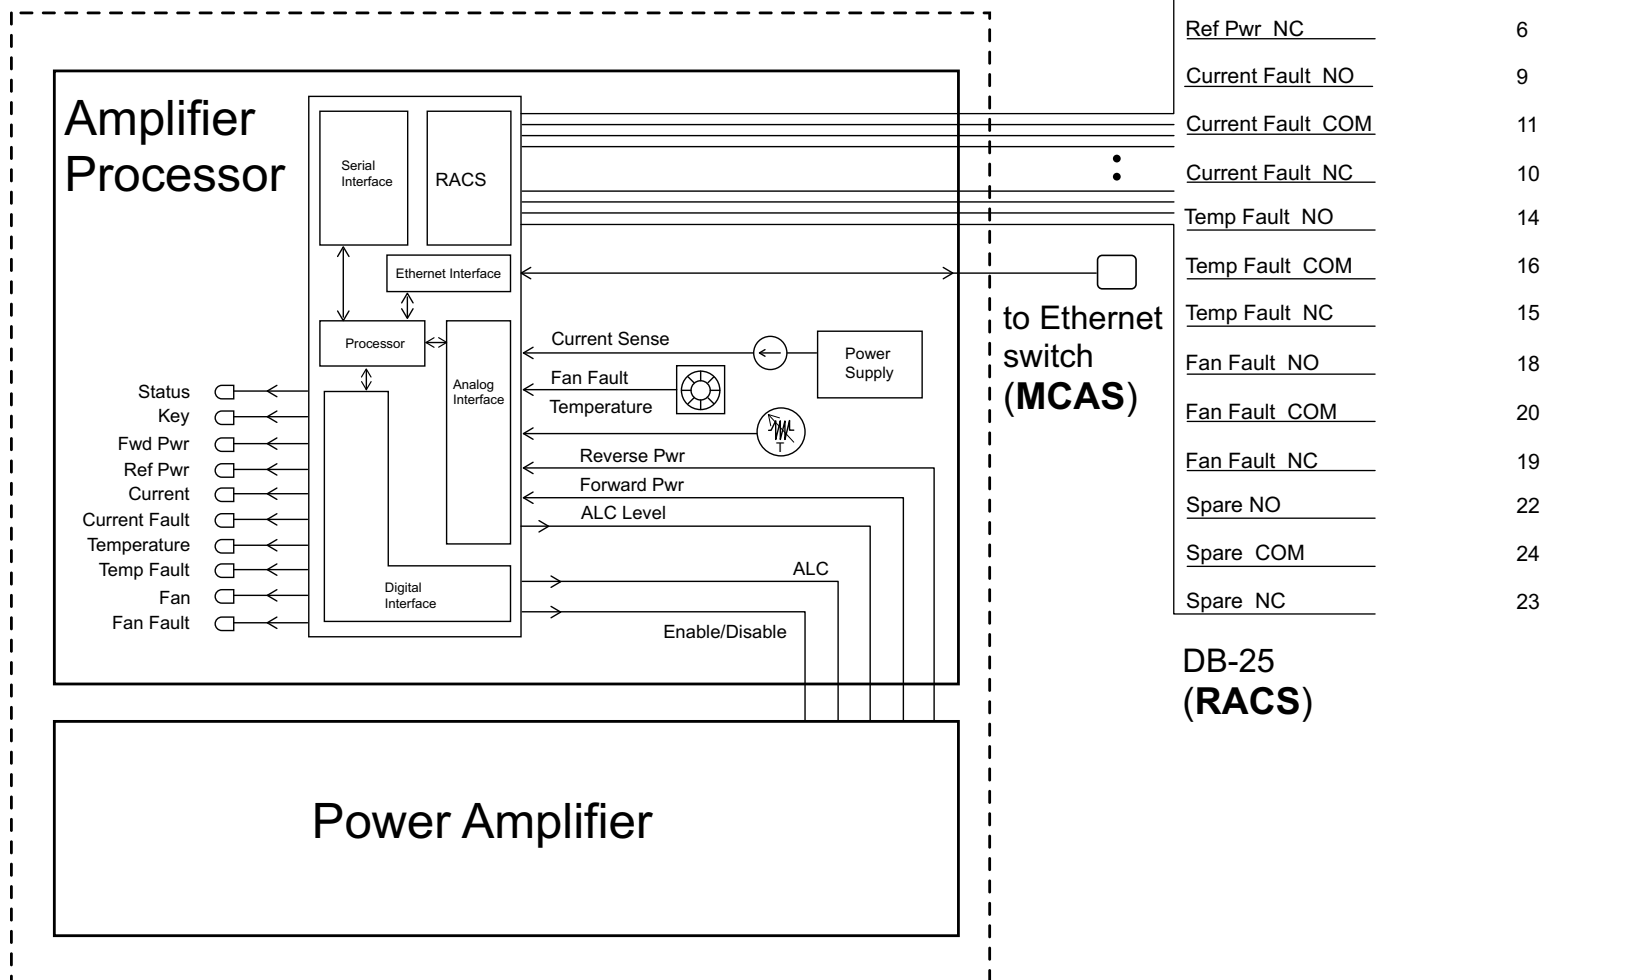 Amplifier
Processor
Serial
Interface
RACS
Ethernet Interface
Processor
Analog
Interface
Digital
Interface
Status
Key
Fwd Pwr
Ref Pwr
Current
Current Fault
Temperature
Temp Fault
Fan
Fan Fault
Current Sense
Power
Supply
Fan Fault
Temperature
T
Reverse Pwr
Forward Pwr
ALC Level
ALC
Enable/Disable
Power Amplifier
to Ethernet
switch
(MCAS)
Ref Pwr NC 6
Current Fault NO 9
Current Fault COM 11
Current Fault NC 10
Temp Fault NO 14
Temp Fault COM 16
Temp Fault NC 15
Fan Fault NO 18
Fan Fault COM 20
Fan Fault NC 19
Spare NO 22
Spare COM 24
Spare NC 23
DB-25
(RACS)